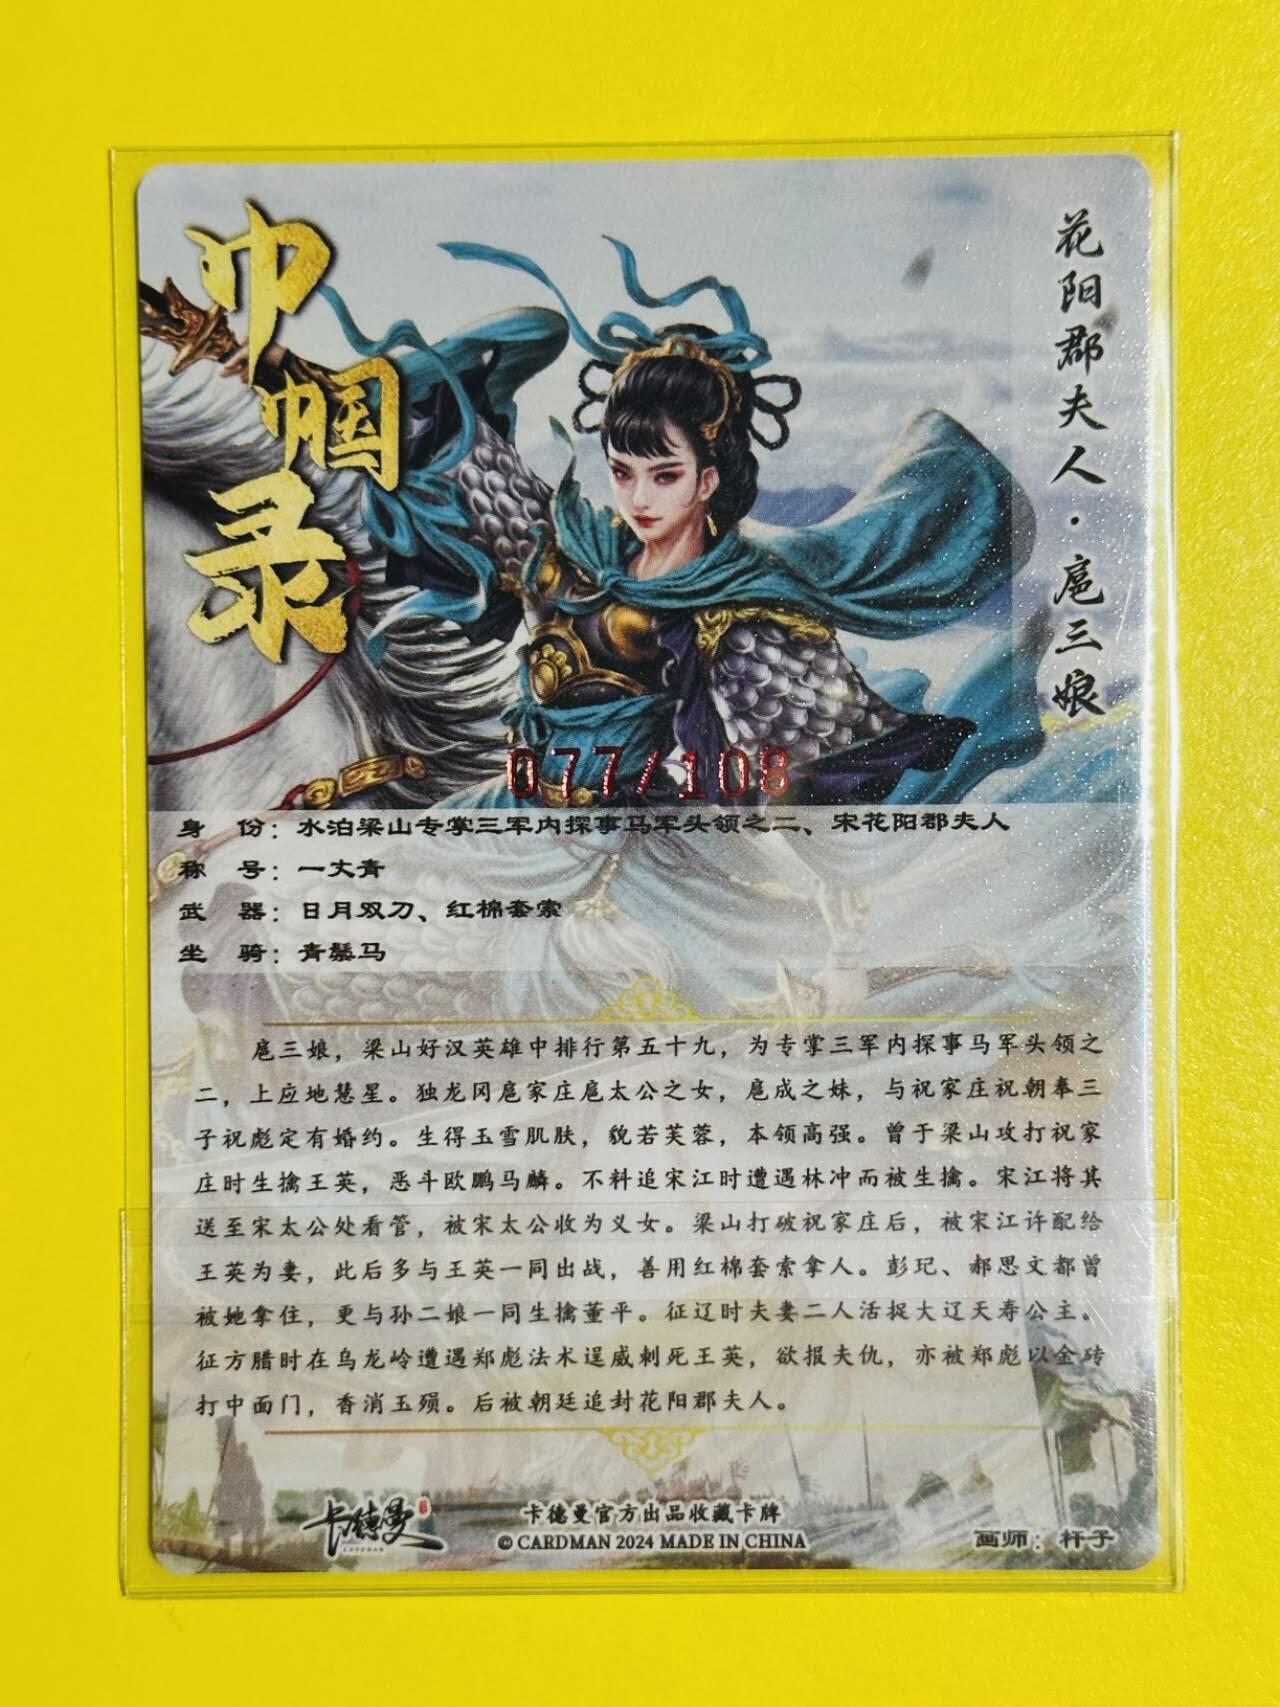 巾帼录
花阳郡夫人·扈三娘
077/108
身 份：水泊梁山专掌三军内探事马军头领之二、宋花阳郡夫人
称 号：一丈青
武 器：日月双刀、红棉套索
坐 骑：青鬃马
扈三娘，梁山好汉英雄中排行第五十九，为专掌三军内探事马军头领之
二，上应地慧星。独龙冈扈家庄扈太公之女，扈成之妹，与祝家庄祝朝奉三
子祝彪定有婚约。生得玉雪肌肤，貌若芙蓉，本领高强。曾于梁山攻打祝家
庄时生擒王英，恶斗欧鹏马麟。不料追宋江时遭遇林冲而被生擒。宋江将其
送至宋太公处看管，被宋太公收为义女。梁山打破祝家庄后，被宋江许配给
王英为妻，此后多与王英一同出战，善用红棉套索拿人。彭玘、郝思文都曾
被她拿住，更与孙二娘一同生擒董平。征辽时夫妻二人活捉大辽天寿公主。
征方腊时在乌龙岭遭遇郑彪法术逞威刺死王英，欲报夫仇，亦被郑彪以金砖
打中面门，香消玉殒。后被朝廷追封花阳郡夫人。
卡德曼
CARDMAN
卡德曼官方出品收藏卡牌
© CARDMAN 2024 MADE IN CHINA
画师：杆子